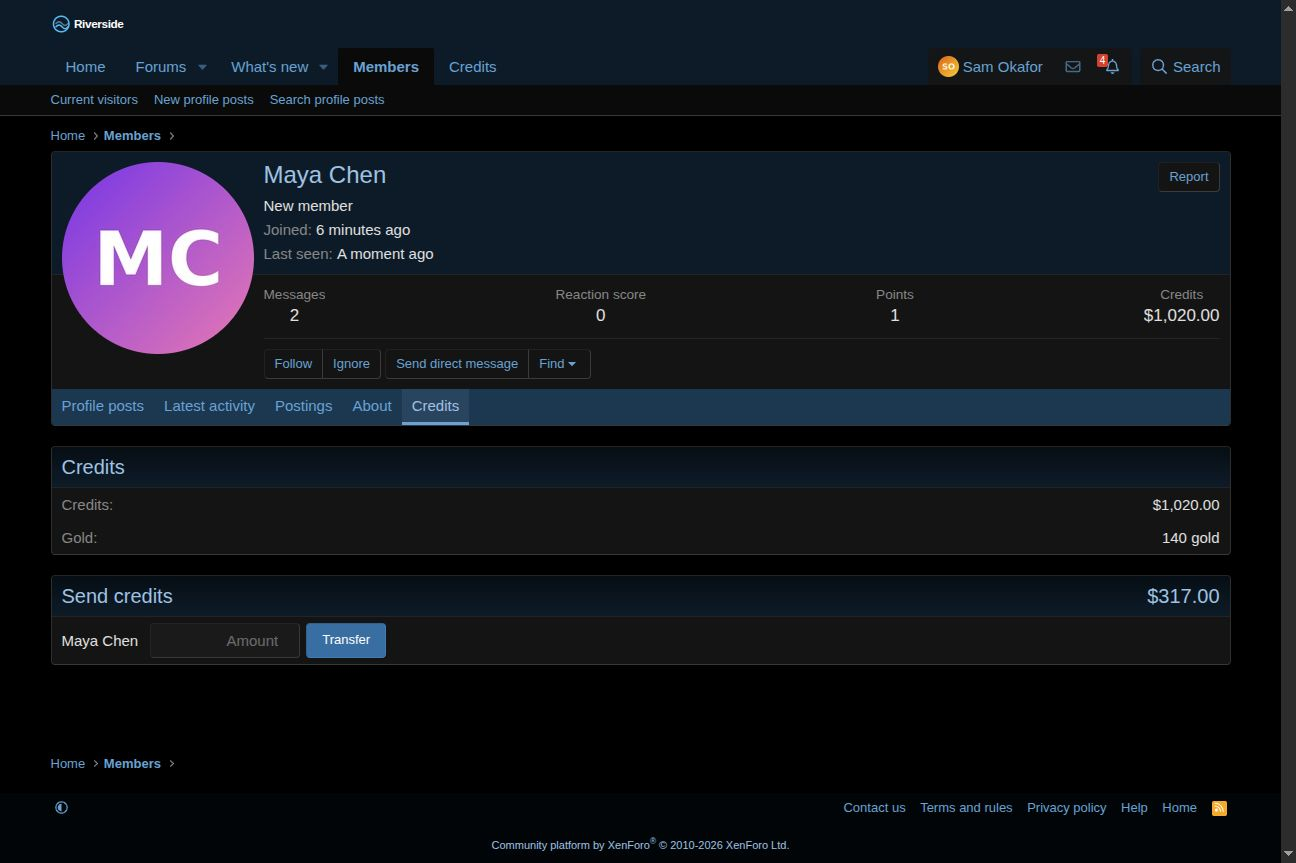 Riverside
Home Forums What's new Members Credits SO Sam Okafor 4 Search
Current visitors New profile posts Search profile posts
Home Members
MC
Maya Chen
Report
New member
Joined: 6 minutes ago
Last seen: A moment ago
Messages Reaction score Points Credits
2 0 1 $1,020.00
Follow Ignore Send direct message Find
Profile posts Latest activity Postings About Credits
Credits
Credits: $1,020.00
Gold: 140 gold
Send credits $317.00
Maya Chen Amount Transfer
Home Members
Contact us Terms and rules Privacy policy Help Home
Community platform by XenForo® © 2010-2026 XenForo Ltd.